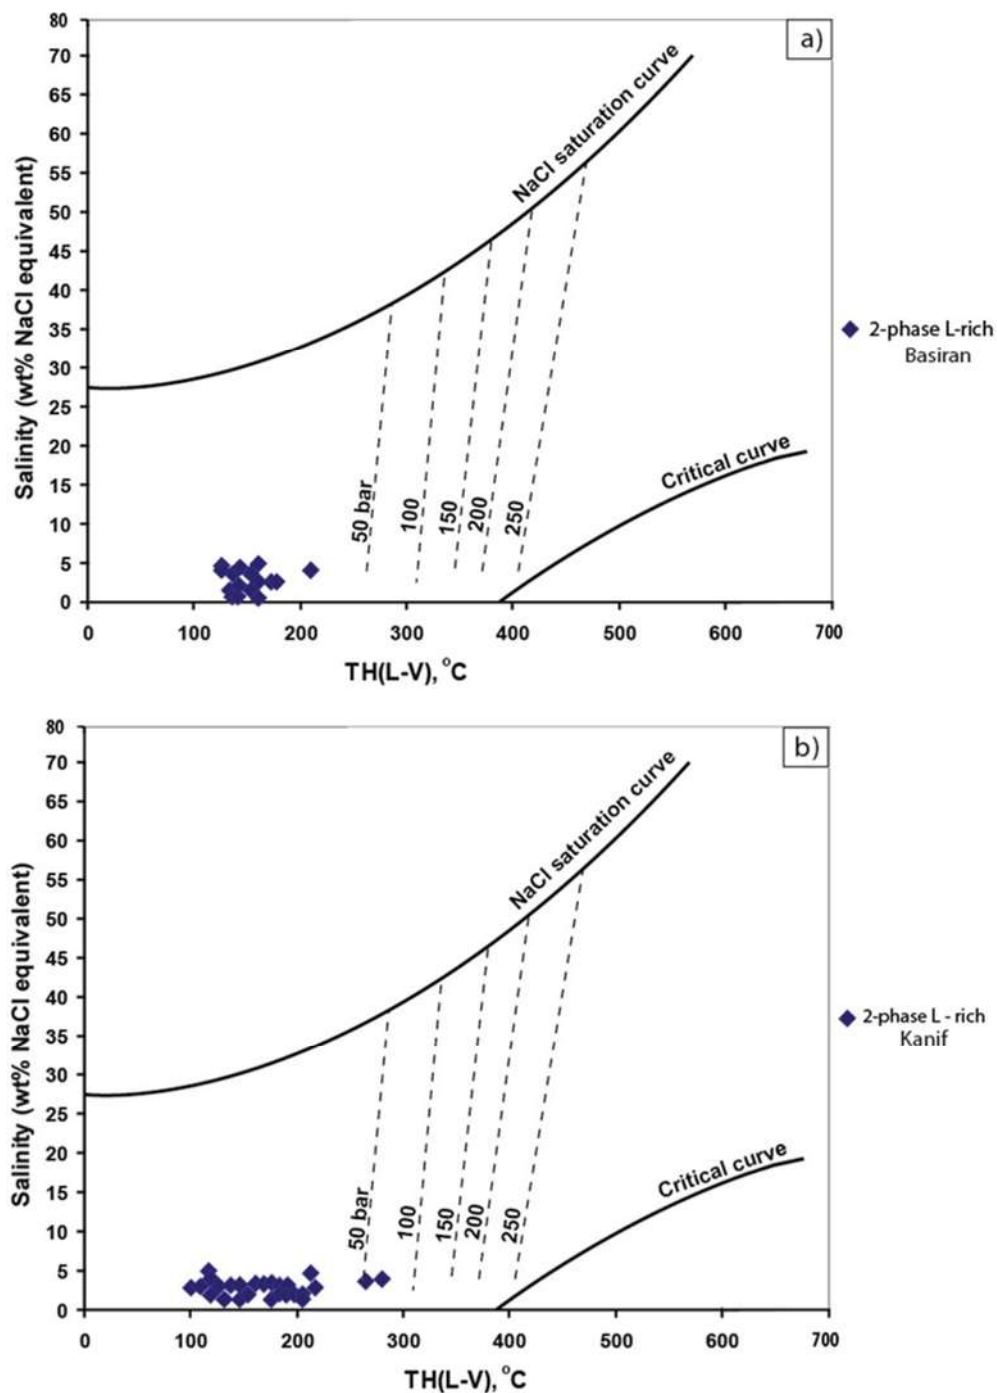 a)
80
70
65
60
55
50
45
40
35
30
25
20
15
10
5
0
Salinity (wt% NaCl equivalent)
NaCl saturation curve
Critical curve
50 bar
100
150
200
250
0 100 200 300 400 500 600 700
TH(L-V), °C
2-phase L-rich
Basiran
b)
80
70
65
60
55
50
45
40
35
30
25
20
15
10
5
0
Salinity (wt% NaCl equivalent)
NaCl saturation curve
Critical curve
50 bar
100
150
200
250
0 100 200 300 400 500 600 700
TH(L-V), °C
2-phase L - rich
Kanif